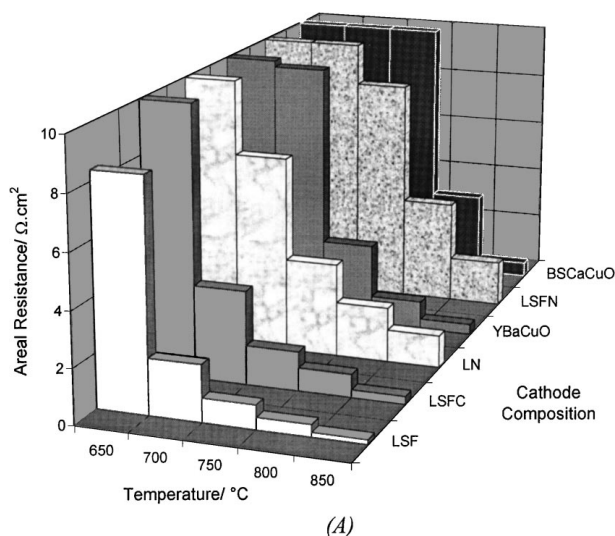 10
8
6
4
2
0
Areal Resistance/ Ω.cm²
650
700
750
800
850
Temperature/ °C
LSF
LSFC
LN
YBaCuO
LSFN
BSCaCuO
Cathode
Composition
(A)